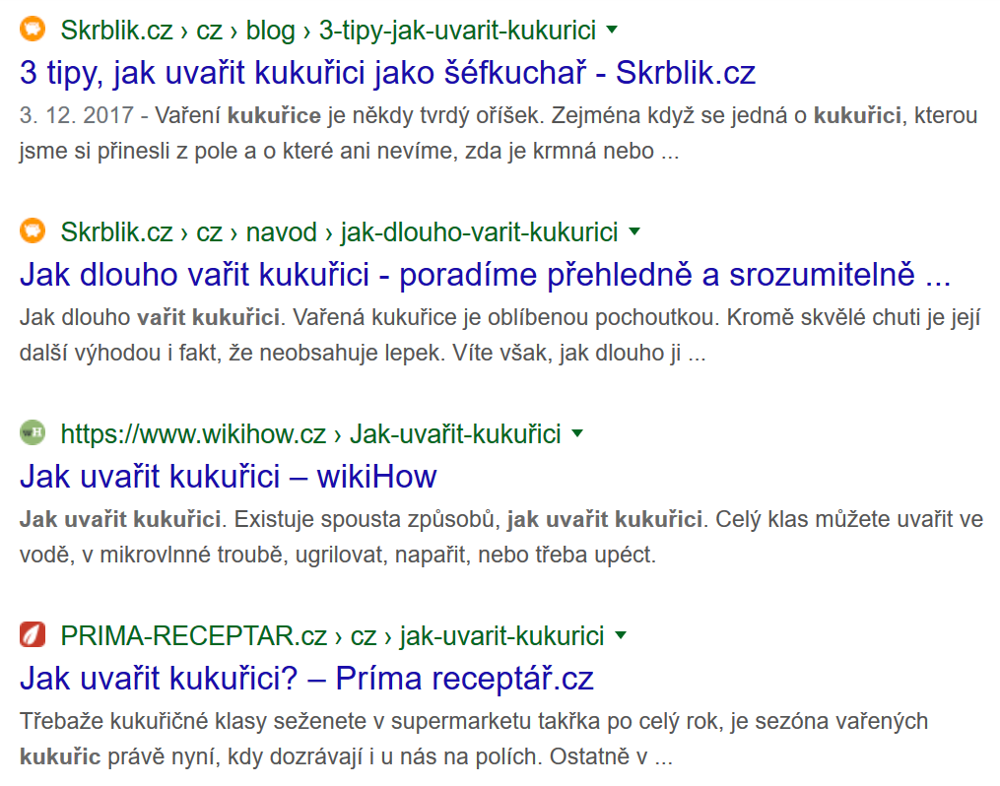 Skrblik.cz › cz › blog › 3-tipy-jak-uvarit-kukurici
3 tipy, jak uvařit kukuřici jako šéfkuchař - Skrblik.cz
3. 12. 2017 - Vaření kukuřice je někdy tvrdý oříšek. Zejména když se jedná o kukuřici, kterou
jsme si přinesli z pole a o které ani nevíme, zda je krmná nebo ...
Skrblik.cz › cz › navod › jak-dlouho-varit-kukurici
Jak dlouho vařit kukuřici - poradíme přehledně a srozumitelně ...
Jak dlouho vařit kukuřici. Vařená kukuřice je oblíbenou pochoutkou. Kromě skvělé chuti je její
další výhodou i fakt, že neobsahuje lepek. Víte však, jak dlouho ji ...
wH https://www.wikihow.cz › Jak-uvařit-kukuřici
Jak uvařit kukuřici – wikiHow
Jak uvařit kukuřici. Existuje spousta způsobů, jak uvařit kukuřici. Celý klas můžete uvařit ve
vodě, v mikrovlnné troubě, ugrilovat, napařit, nebo třeba upéct.
PRIMA-RECEPTAR.cz › cz › jak-uvarit-kukurici
Jak uvařit kukuřici? – Príma receptář.cz
Třebaže kukuřičné klasy seženete v supermarketu takřka po celý rok, je sezóna vařených
kukuřic právě nyní, kdy dozrávají i u nás na polích. Ostatně v ...